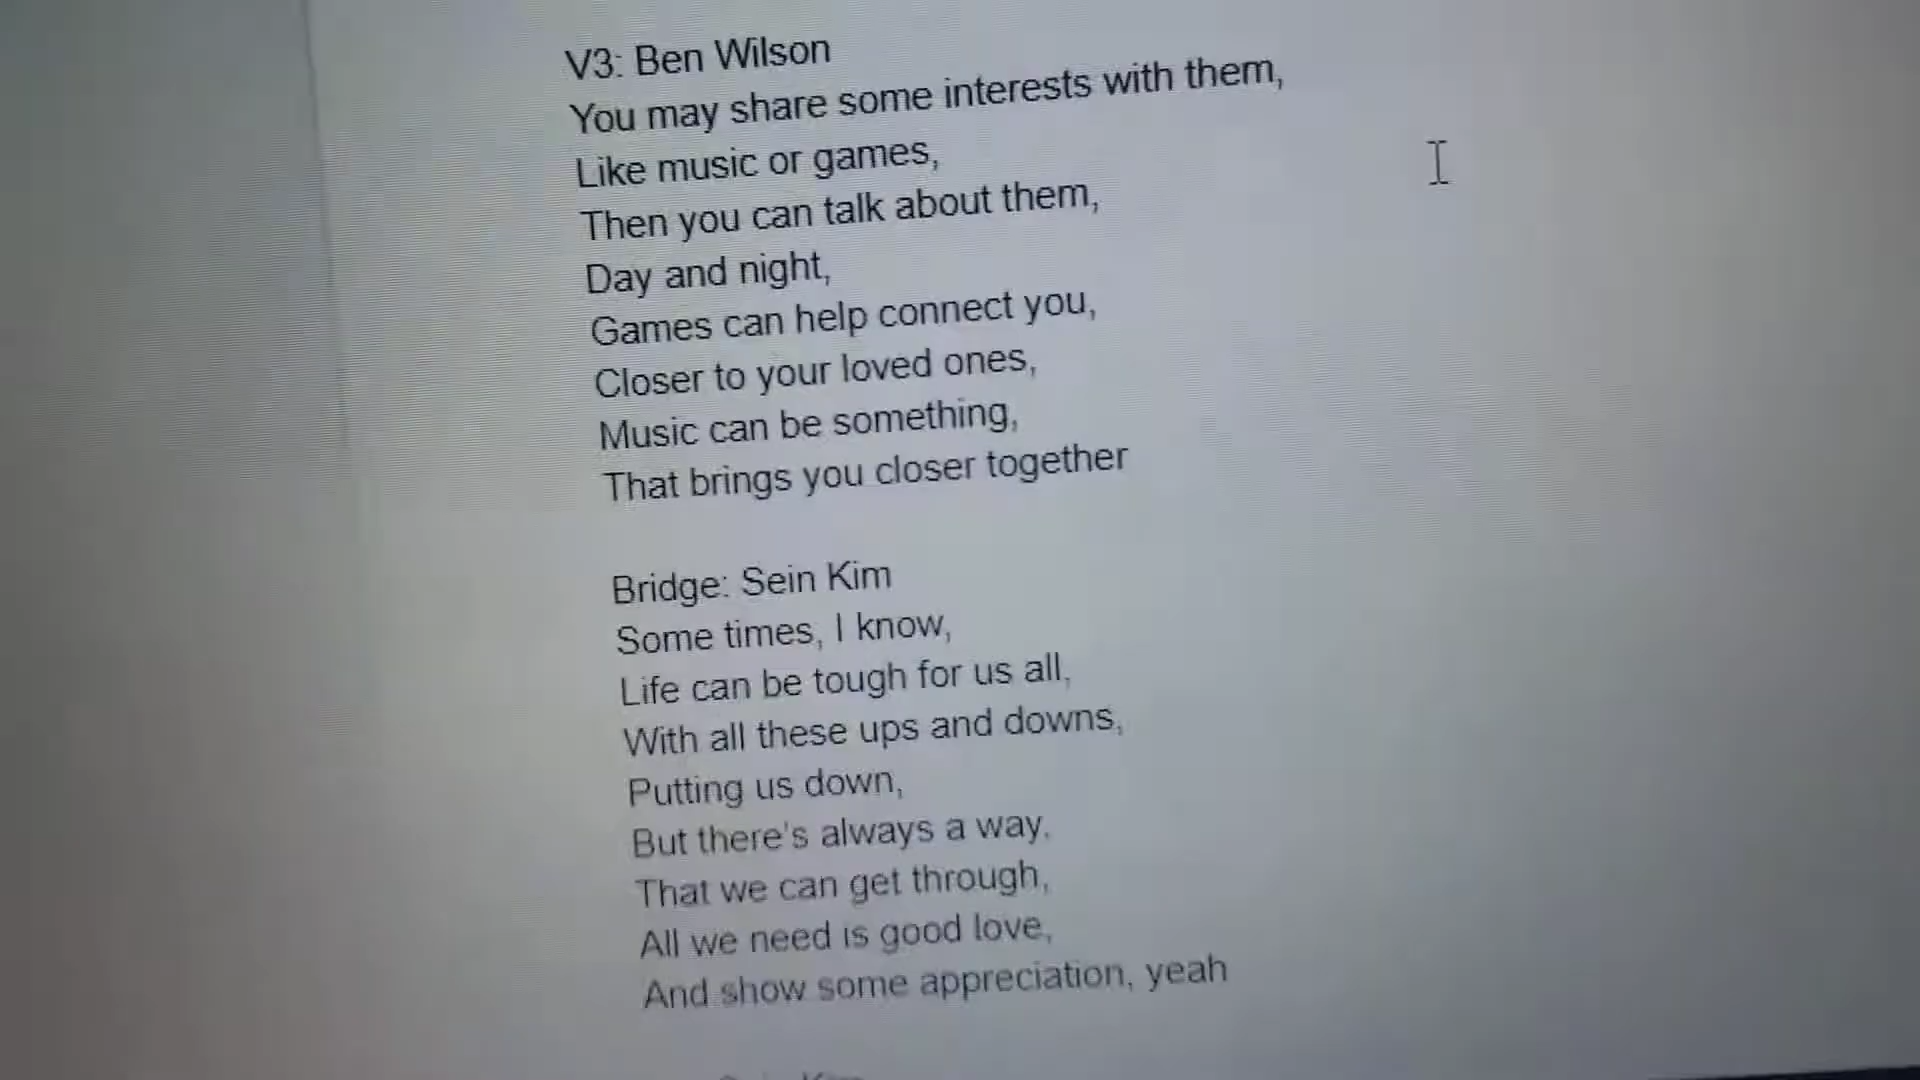 V3: Ben Wilson
You may share some interests with them,
Like music or games,
Then you can talk about them,
Day and night,
Games can help connect you,
Closer to your loved ones,
Music can be something,
That brings you closer together
Bridge: Sein Kim
Some times, I know,
Life can be tough for us all,
With all these ups and downs,
Putting us down,
But there's always a way,
That we can get through,
All we need is good love,
And show some appreciation, yeah